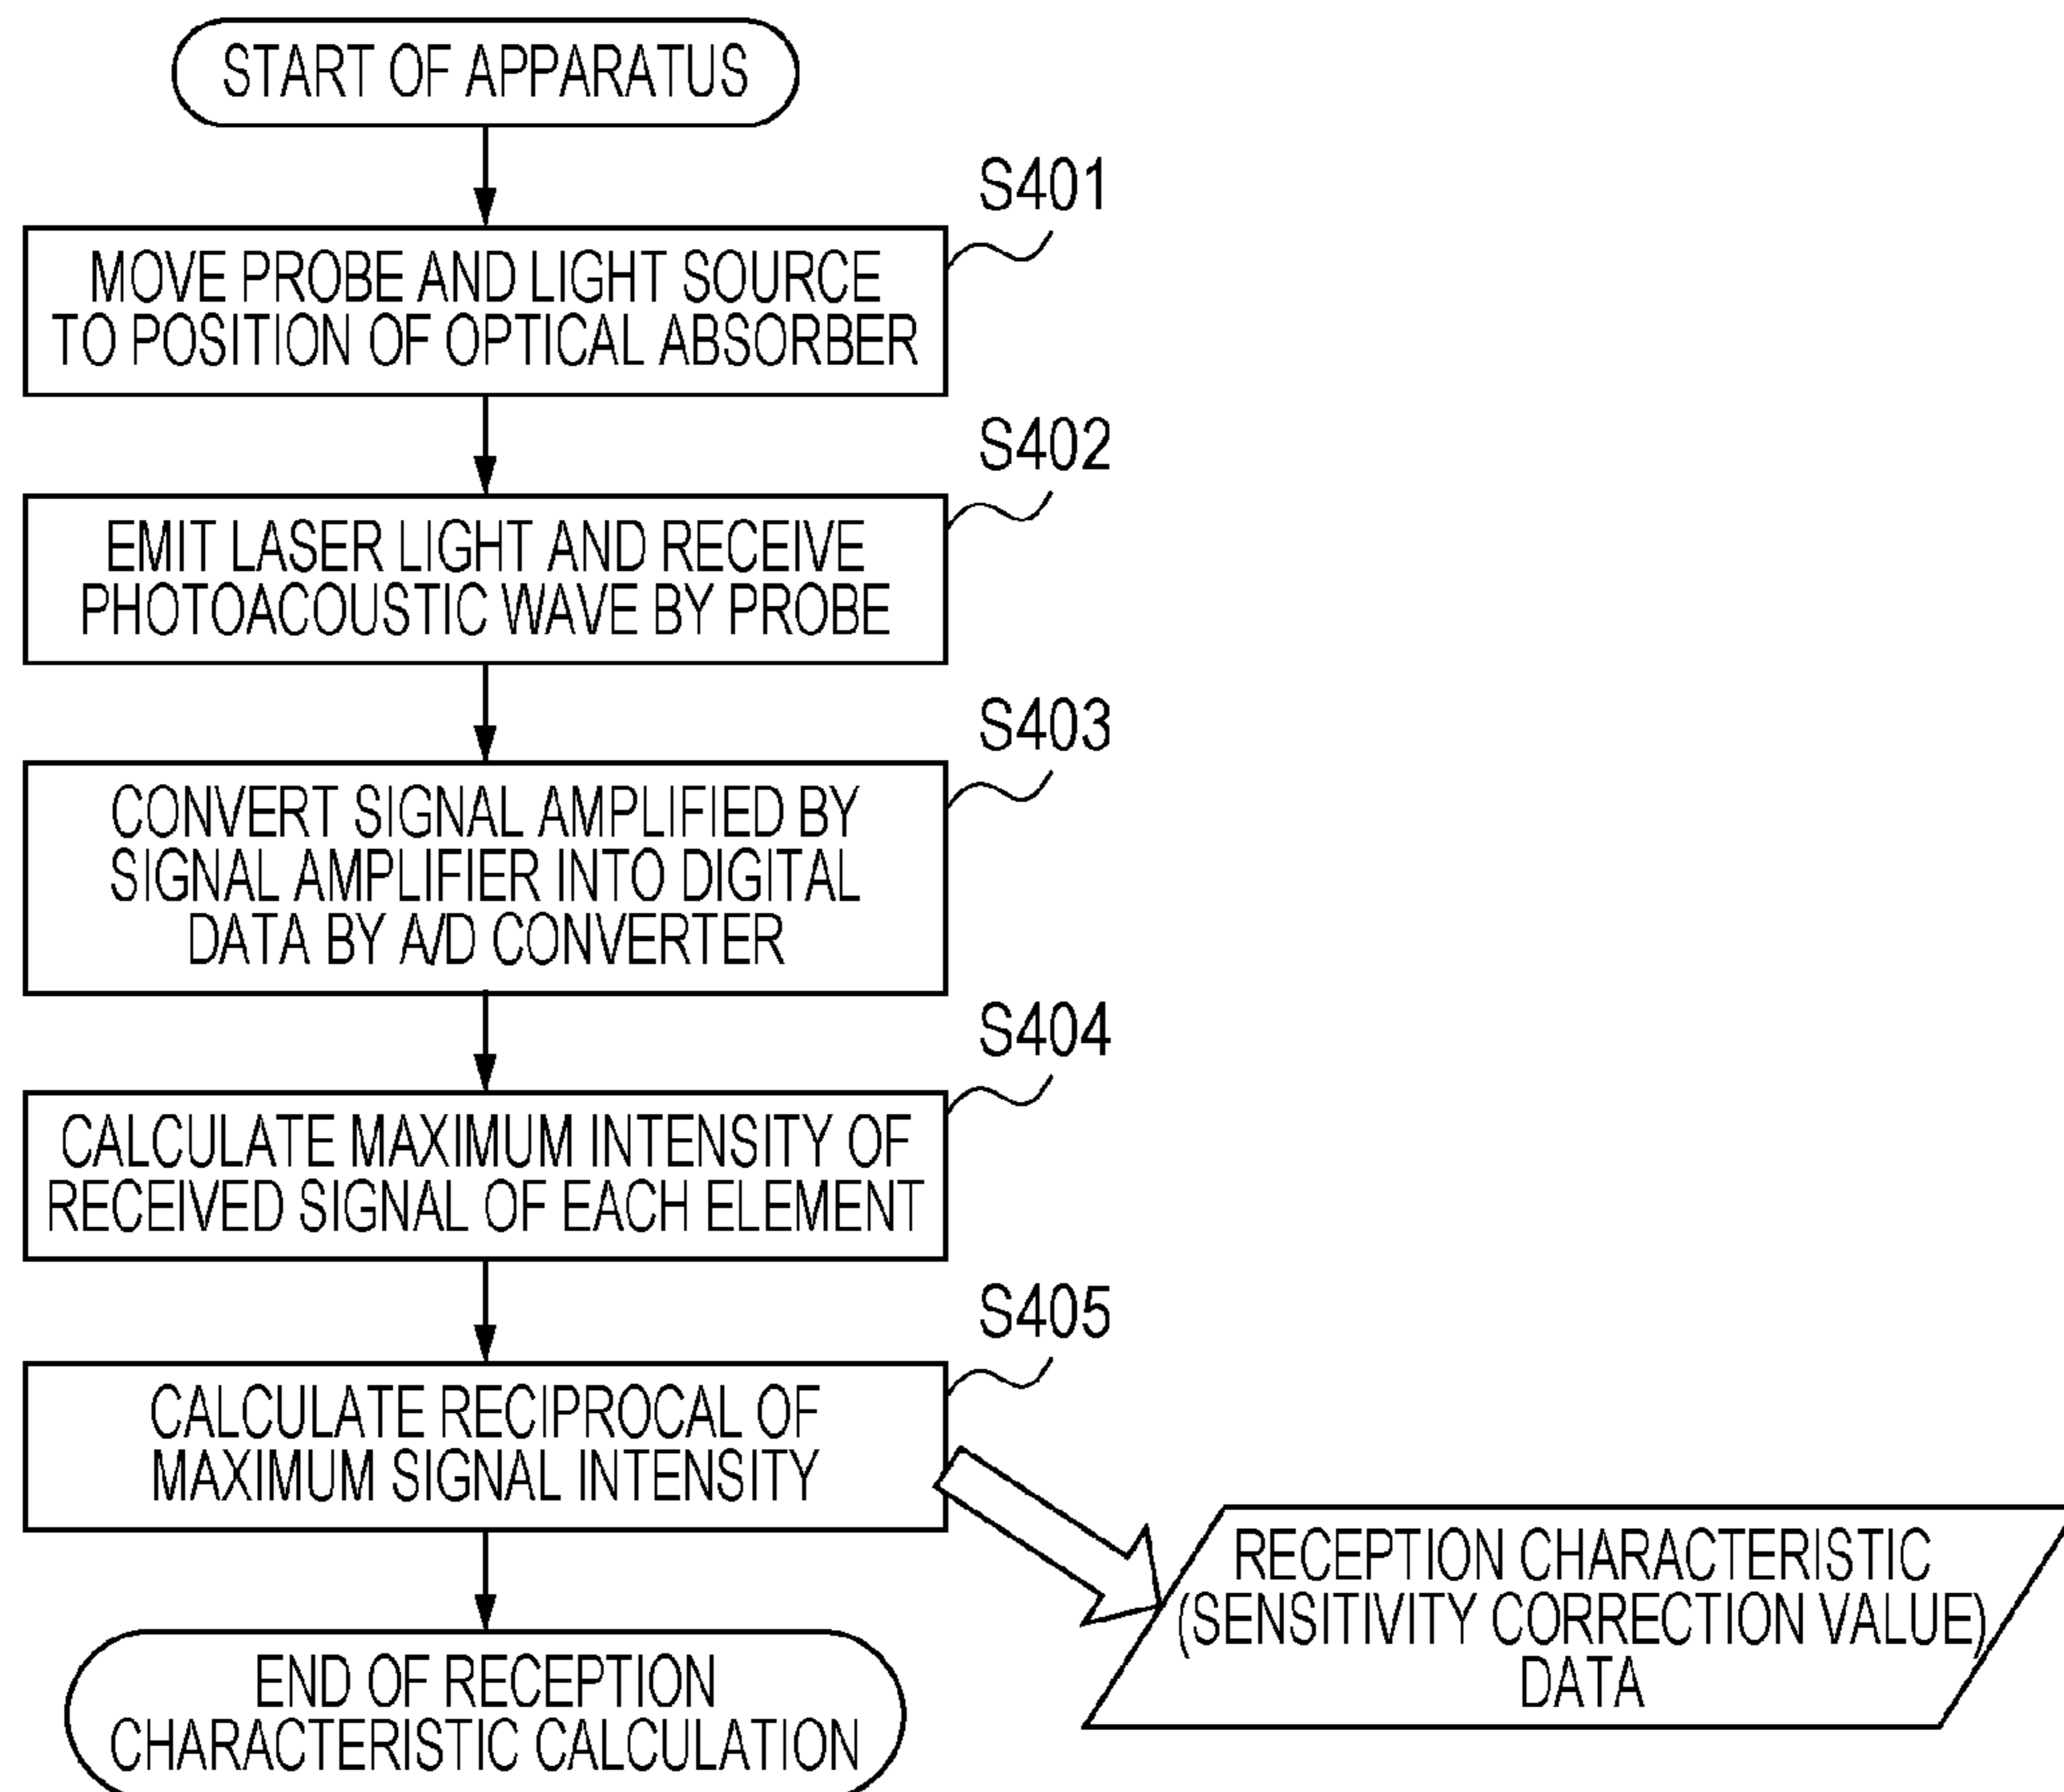 START OF APPARATUS
S401
MOVE PROBE AND LIGHT SOURCE
TO POSITION OF OPTICAL ABSORBER
S402
EMIT LASER LIGHT AND RECEIVE
PHOTOACOUSTIC WAVE BY PROBE
S403
CONVERT SIGNAL AMPLIFIED BY
SIGNAL AMPLIFIER INTO DIGITAL
DATA BY A/D CONVERTER
S404
CALCULATE MAXIMUM INTENSITY OF
RECEIVED SIGNAL OF EACH ELEMENT
S405
CALCULATE RECIPROCAL OF
MAXIMUM SIGNAL INTENSITY
RECEPTION CHARACTERISTIC
(SENSITIVITY CORRECTION VALUE)
DATA
END OF RECEPTION
CHARACTERISTIC CALCULATION